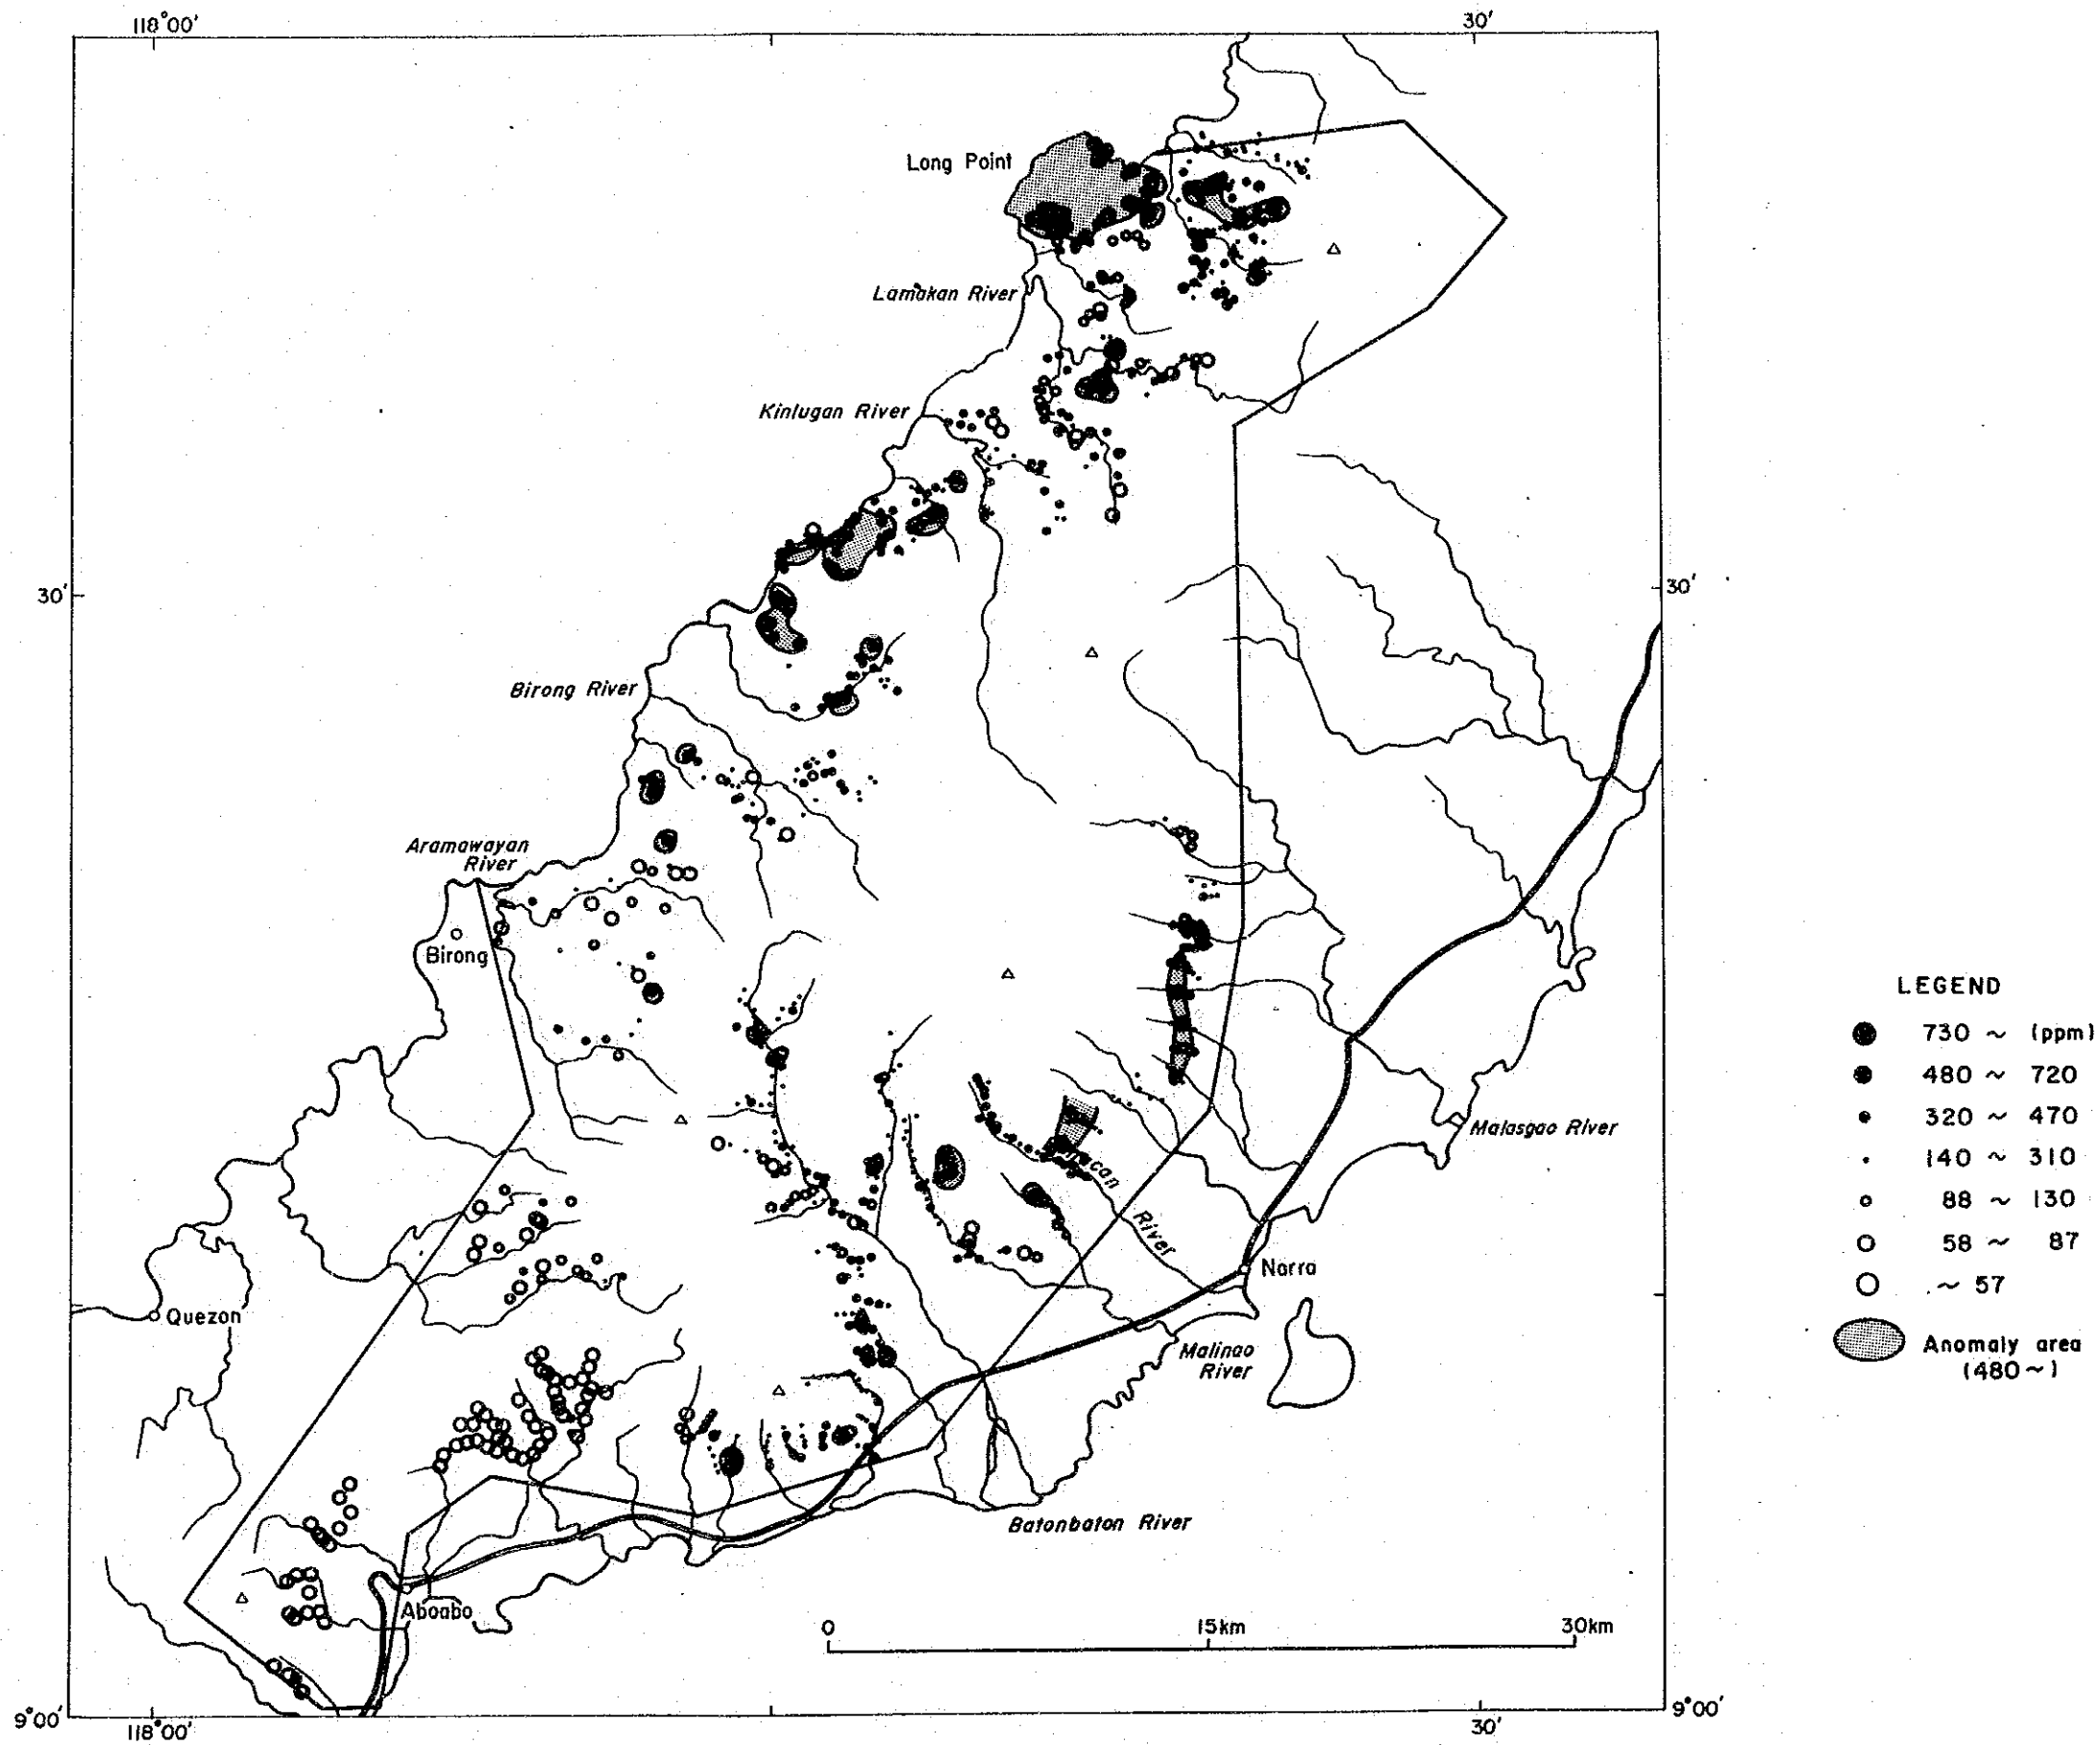 118°00'
30'
Long Point
Lamakan River
Kinlugan River
30'
30'
Birong River
Aramawayan
River
Birong
LEGEND
730 ~ (ppm)
480 ~ 720
320 ~ 470
140 ~ 310
88 ~ 130
58 ~ 87
~ 57
Anomaly area
(480~)
Malasgao River
River
Narra
Quezon
Malinao
River
Batonbaton River
Aboabo
0
15km
30km
9°00'
9°00'
118°00'
30'